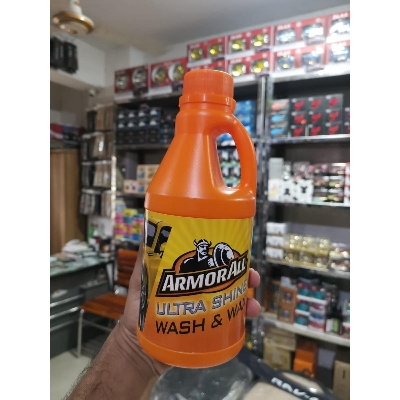 ARMORALL
ULTRA SHINE
WASH & WAX